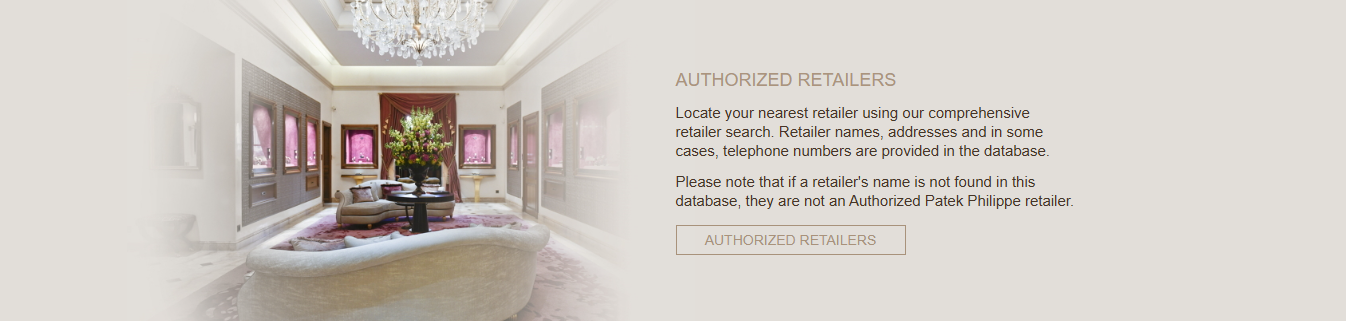 AUTHORIZED RETAILERS
Locate your nearest retailer using our comprehensive
retailer search. Retailer names, addresses and in some
cases, telephone numbers are provided in the database.
Please note that if a retailer's name is not found in this
database, they are not an Authorized Patek Philippe retailer.
AUTHORIZED RETAILERS